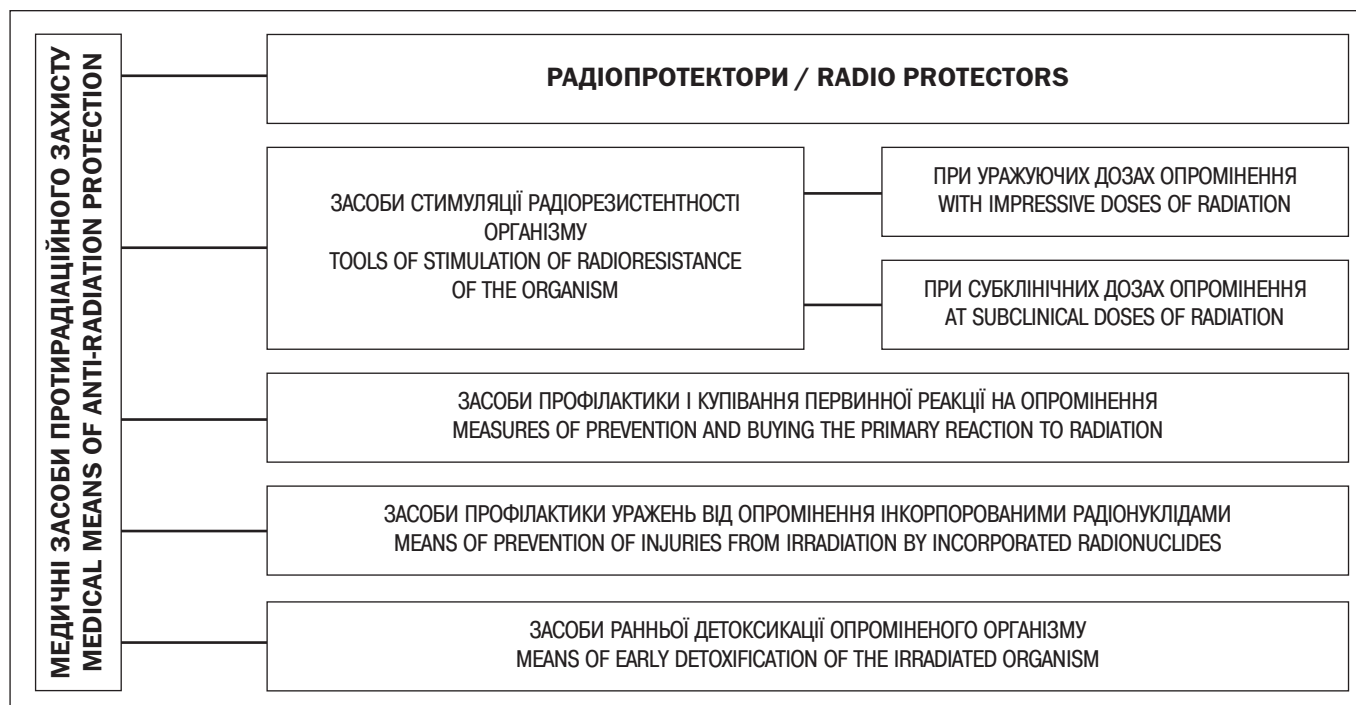 МЕДИЧНІ ЗАСОБИ ПРОТИРАДІАЦІЙНОГО ЗАХИСТУ
MEDICAL MEANS OF ANTI-RADIATION PROTECTION
РАДІОПРОТЕКТОРИ / RADIO PROTECTORS
ЗАСОБИ СТИМУЛЯЦІЇ РАДІОРЕЗИСТЕНТНОСТІ
ОРГАНІЗМУ
TOOLS OF STIMULATION OF RADIORESISTANCE
OF THE ORGANISM
ПРИ УРАЖУЮЧИХ ДОЗАХ ОПРОМІНЕННЯ
WITH IMPRESSIVE DOSES OF RADIATION
ПРИ СУБКЛІНІЧНИХ ДОЗАХ ОПРОМІНЕННЯ
AT SUBCLINICAL DOSES OF RADIATION
ЗАСОБИ ПРОФІЛАКТИКИ І КУПІВАННЯ ПЕРВИННОЇ РЕАКЦІЇ НА ОПРОМІНЕННЯ
MEASURES OF PREVENTION AND BUYING THE PRIMARY REACTION TO RADIATION
ЗАСОБИ ПРОФІЛАКТИКИ УРАЖЕНЬ ВІД ОПРОМІНЕННЯ ІНКОРПОРОВАНИМИ РАДІОНУКЛІДАМИ
MEANS OF PREVENTION OF INJURIES FROM IRRADIATION BY INCORPORATED RADIONUCLIDES
ЗАСОБИ РАННЬОЇ ДЕТОКСИКАЦІЇ ОПРОМІНЕНОГО ОРГАНІЗМУ
MEANS OF EARLY DETOXIFICATION OF THE IRRADIATED ORGANISM